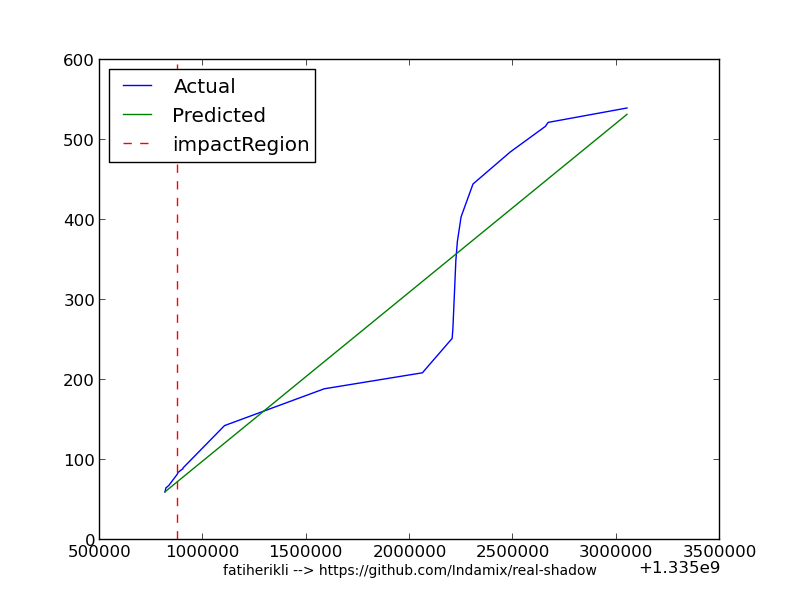 600
500
400
300
200
100
0
Actual
Predicted
impactRegion
500000 1000000 1500000 2000000 2500000 3000000 3500000
+1.335e9
fatiherikli --> https://github.com/Indamix/real-shadow